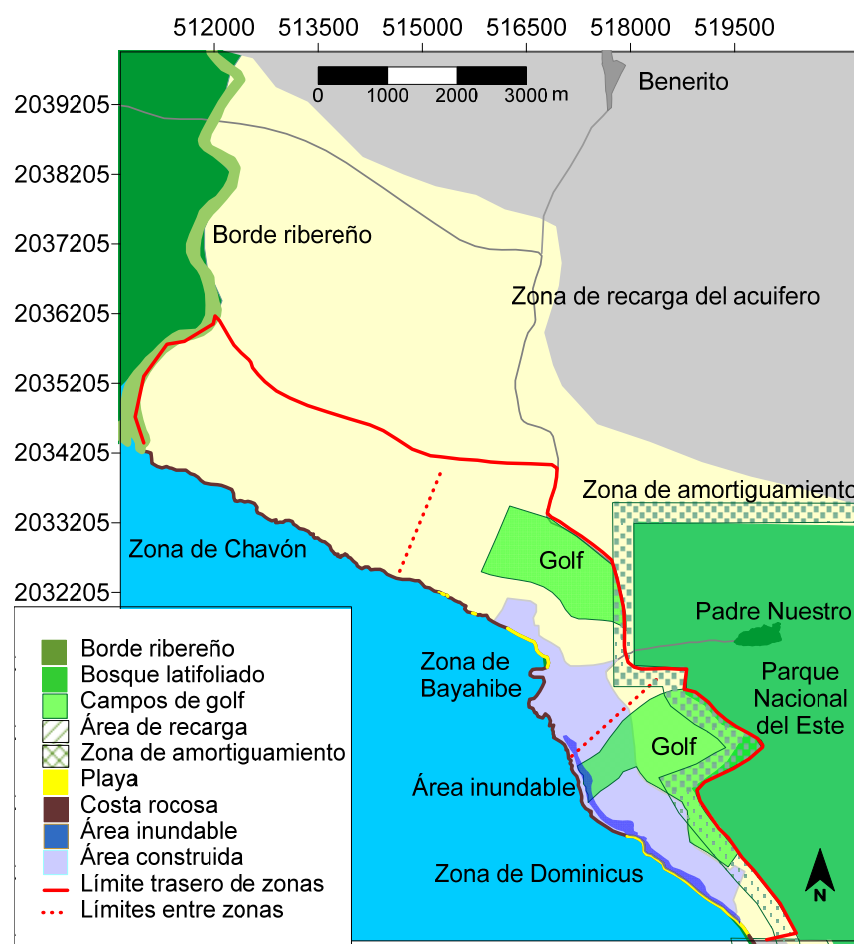 512000 513500 515000 516500 518000 519500
2039205
2038205
2037205
2036205
2035205
2034205
2033205
2032205
0 1000 2000 3000 m
Benerito
Borde ribereño
Zona de recarga del acuifero
Zona de amortiguamiento
Zona de Chavón
Golf
Padre Nuestro
Zona de
Bayahibe
Parque
Nacional
del Este
Golf
Área inundable
Zona de Dominicus
N
Borde ribereño
Bosque latifoliado
Campos de golf
Área de recarga
Zona de amortiguamiento
Playa
Costa rocosa
Área inundable
Área construida
Límite trasero de zonas
Límites entre zonas